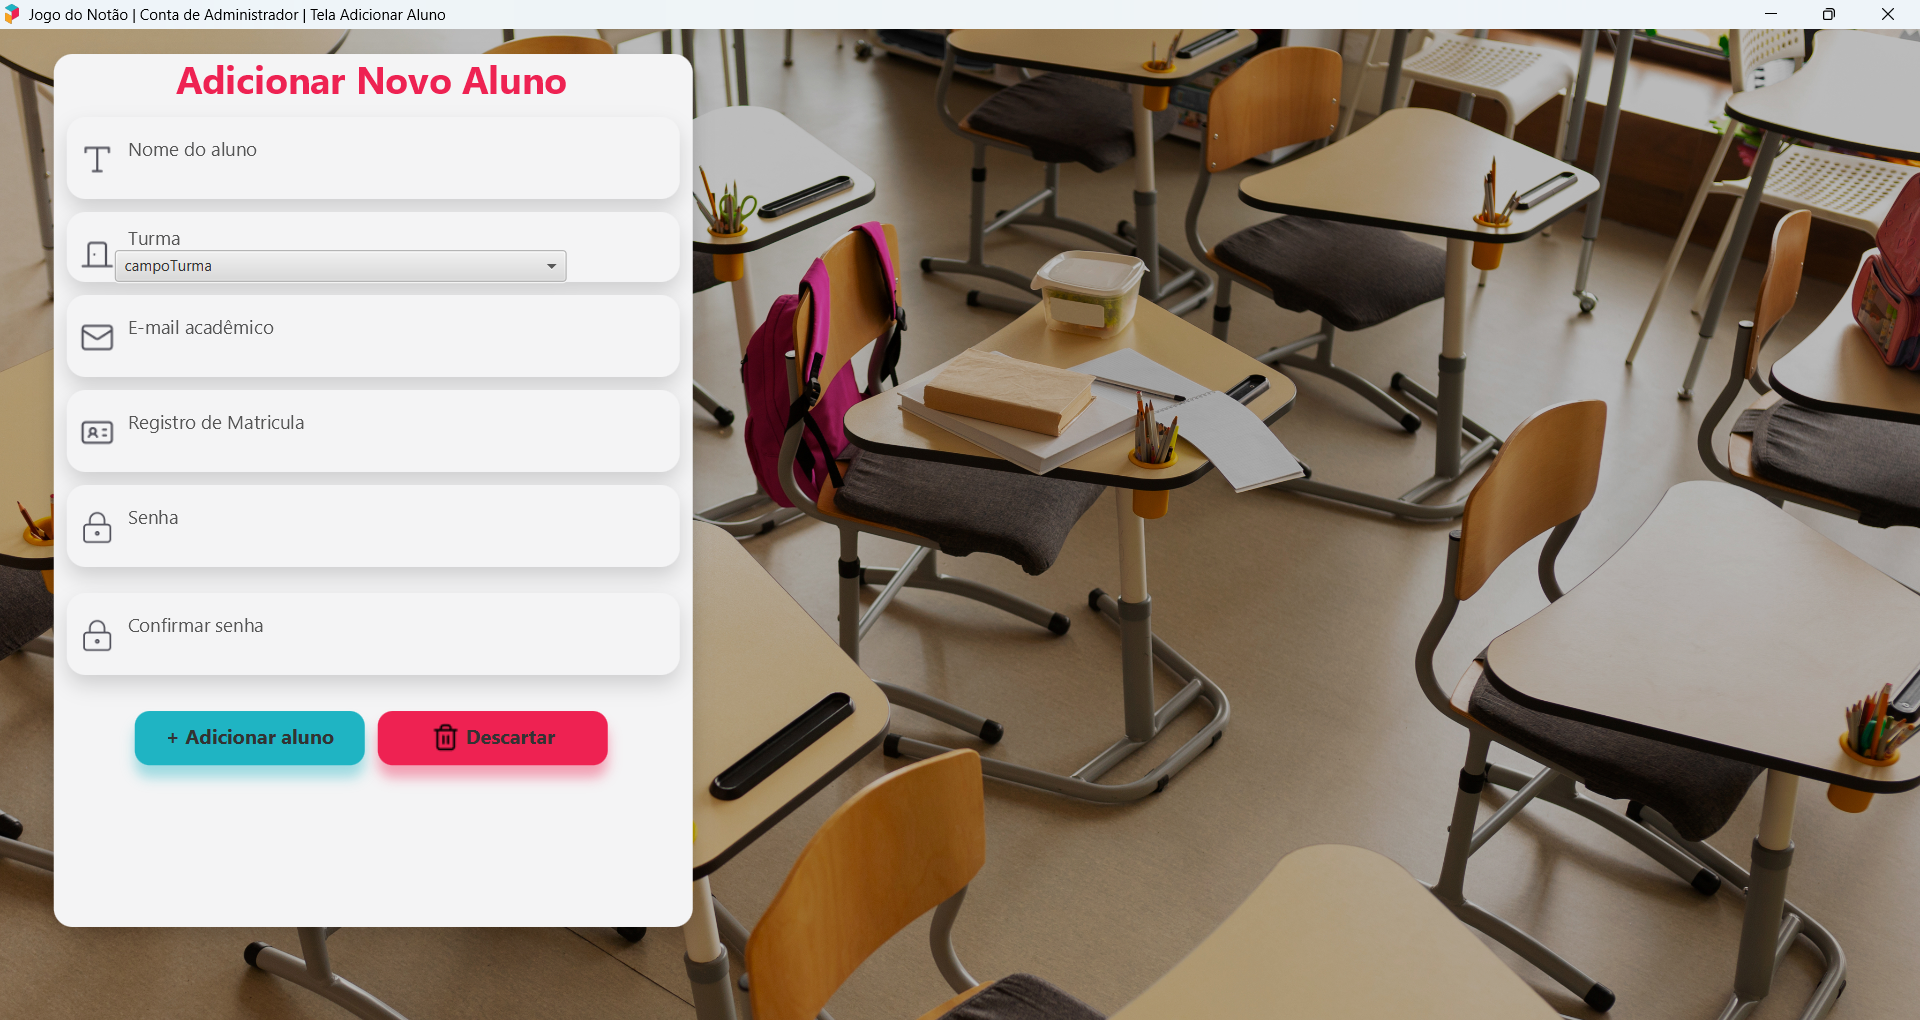 Jogo do Notão | Conta de Administrador | Tela Adicionar Aluno
Adicionar Novo Aluno
Nome do aluno
Turma
campoTurma
E-mail acadêmico
Registro de Matricula
Senha
Confirmar senha
+ Adicionar aluno
Descartar